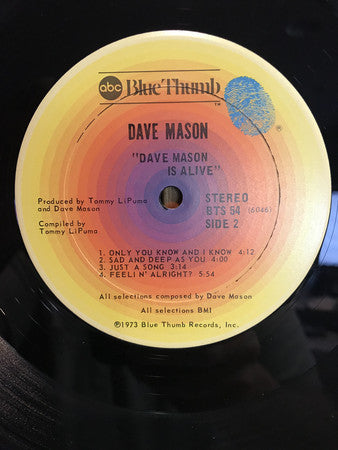 abc Blue Thumb TM
®
DAVE MASON
"DAVE MASON
IS ALIVE"
Produced by Tommy LiPuma
and Dave Mason
Compiled by
Tommy LiPuma
STEREO
BTS 54 (6046)
SIDE 2
1. ONLY YOU KNOW AND I KNOW 4:12
2. SAD AND DEEP AS YOU 4:00
3. JUST A SONG 3:14
4. FEELIN' ALRIGHT? 5:54
All selections composed by Dave Mason
All selections BMI
℗1973 Blue Thumb Records, Inc.